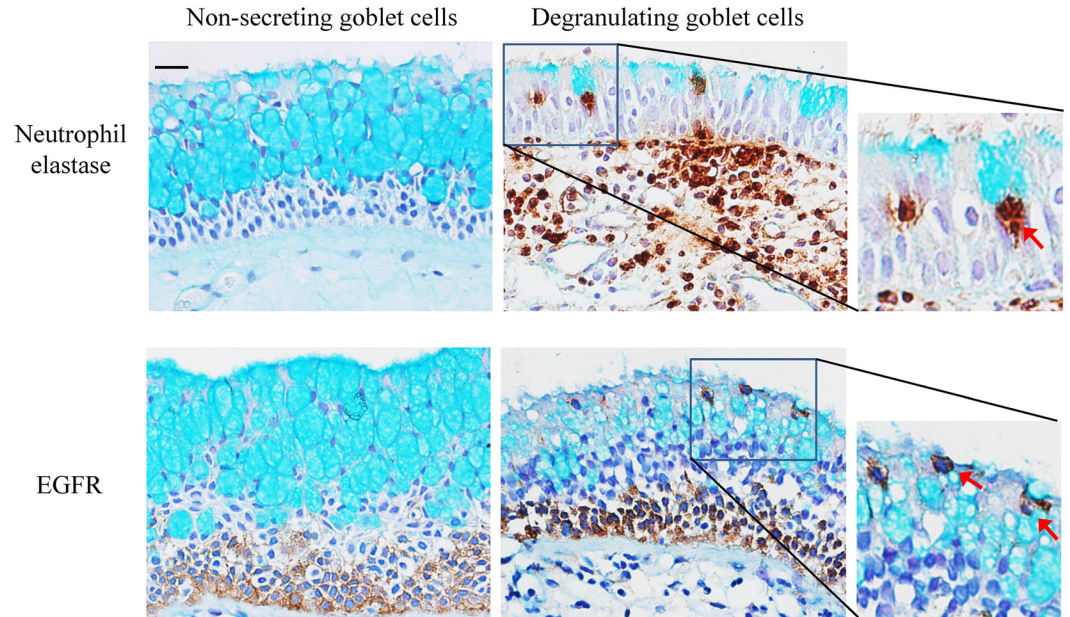 Non-secreting goblet cells
Degranulating goblet cells
Neutrophil
elastase
EGFR